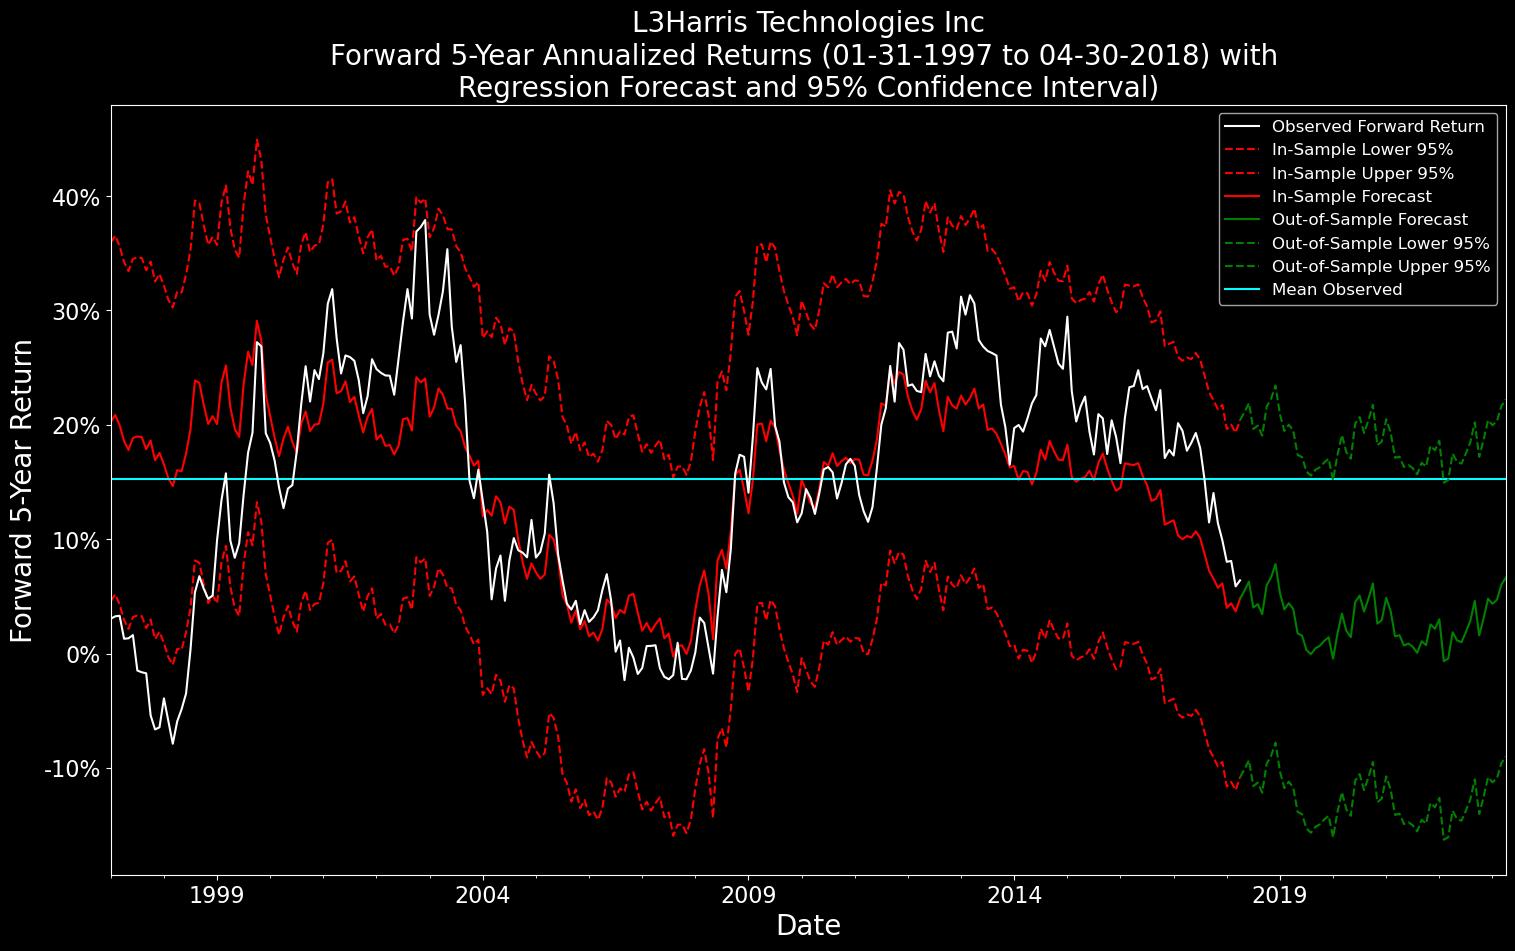 L3Harris Technologies Inc
Forward 5-Year Annualized Returns (01-31-1997 to 04-30-2018) with
Regression Forecast and 95% Confidence Interval)
Observed Forward Return
In-Sample Lower 95%
In-Sample Upper 95%
In-Sample Forecast
Out-of-Sample Forecast
Out-of-Sample Lower 95%
Out-of-Sample Upper 95%
Mean Observed
Forward 5-Year Return
40%
30%
20%
10%
0%
-10%
1999
2004
2009
2014
2019
Date